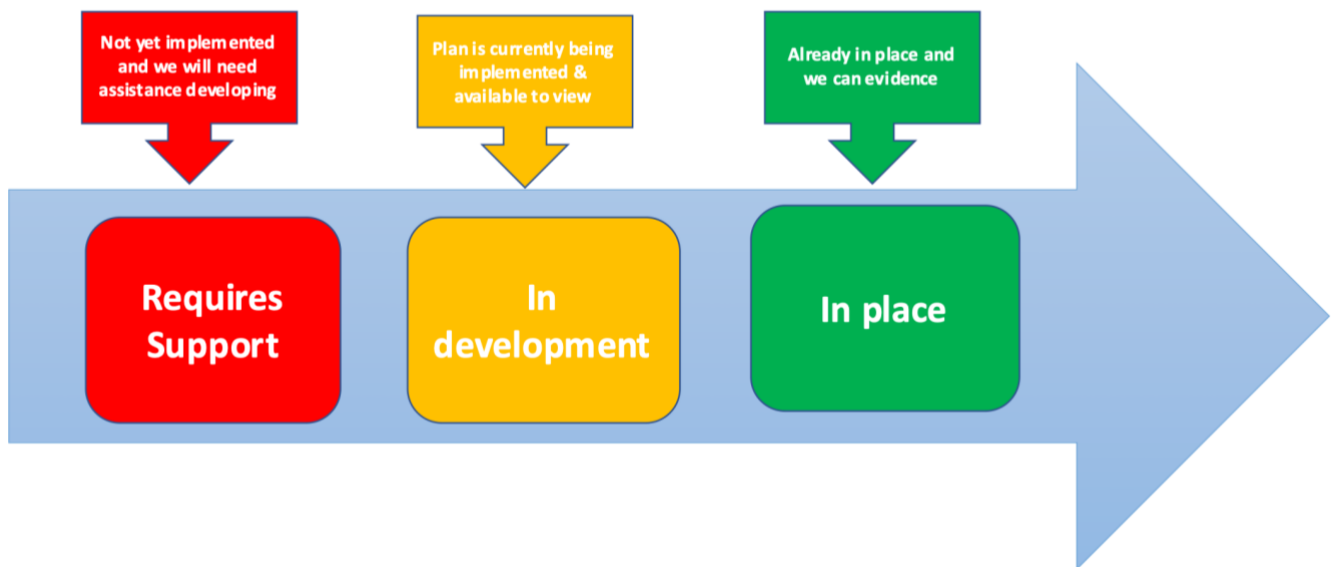 Not yet implemented
and we will need
assistance developing
Plan is currently being
implemented &
available to view
Already in place and
we can evidence
Requires
Support
In
development
In place